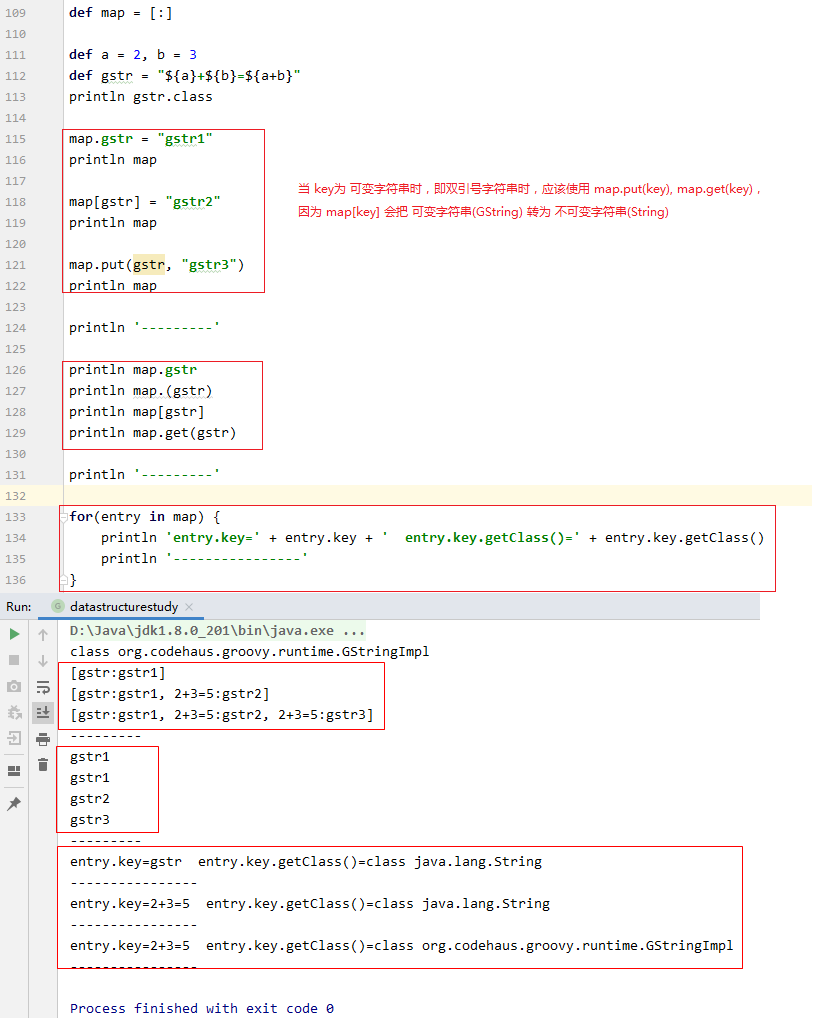 109 def map = [:]
110
111 def a = 2, b = 3
112 def gstr = "${a}+${b}=${a+b}"
113 println gstr.class
114
115 map.gstr = "gstr1"
116 println map
117
当 key为 可变字符串时，即双引号字符串时，应该使用 map.put(key), map.get(key)，
118 map[gstr] = "gstr2"
因为 map[key] 会把 可变字符串(GString) 转为 不可变字符串(String)
119 println map
120
121 map.put(gstr, "gstr3")
122 println map
123
124 println '---------'
125
126 println map.gstr
127 println map.(gstr)
128 println map[gstr]
129 println map.get(gstr)
130
131 println '---------'
132
133 for(entry in map) {
134     println 'entry.key=' + entry.key + '  entry.key.getClass()=' + entry.key.getClass()
135     println '----------------'
136 }
Run: G datastructurestudy ×
D:\Java\jdk1.8.0_201\bin\java.exe ...
class org.codehaus.groovy.runtime.GStringImpl
[gstr:gstr1]
[gstr:gstr1, 2+3=5:gstr2]
[gstr:gstr1, 2+3=5:gstr2, 2+3=5:gstr3]
---------
gstr1
gstr1
gstr2
gstr3
---------
entry.key=gstr  entry.key.getClass()=class java.lang.String
----------------
entry.key=2+3=5  entry.key.getClass()=class java.lang.String
----------------
entry.key=2+3=5  entry.key.getClass()=class org.codehaus.groovy.runtime.GStringImpl
----------------
Process finished with exit code 0